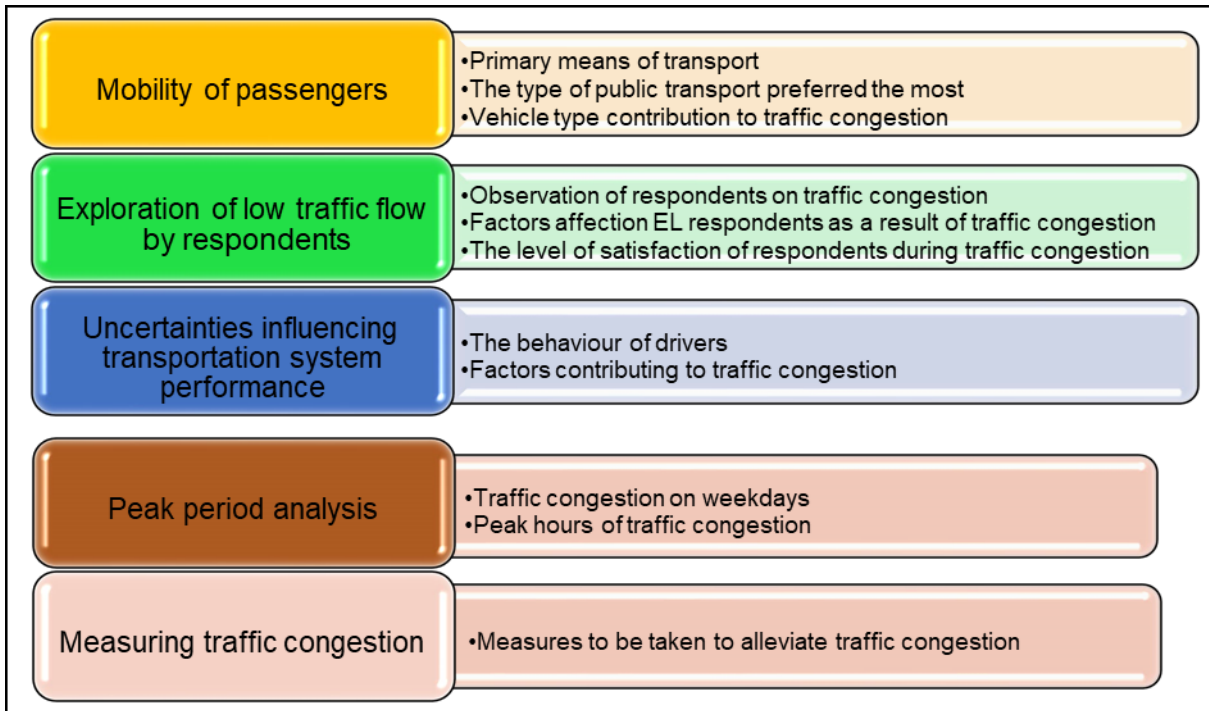 Mobility of passengers
•Primary means of transport
•The type of public transport preferred the most
•Vehicle type contribution to traffic congestion
Exploration of low traffic flow
by respondents
•Observation of respondents on traffic congestion
•Factors affection EL respondents as a result of traffic congestion
•The level of satisfaction of respondents during traffic congestion
Uncertainties influencing
transportation system
performance
•The behaviour of drivers
•Factors contributing to traffic congestion
Peak period analysis
•Traffic congestion on weekdays
•Peak hours of traffic congestion
Measuring traffic congestion
•Measures to be taken to alleviate traffic congestion